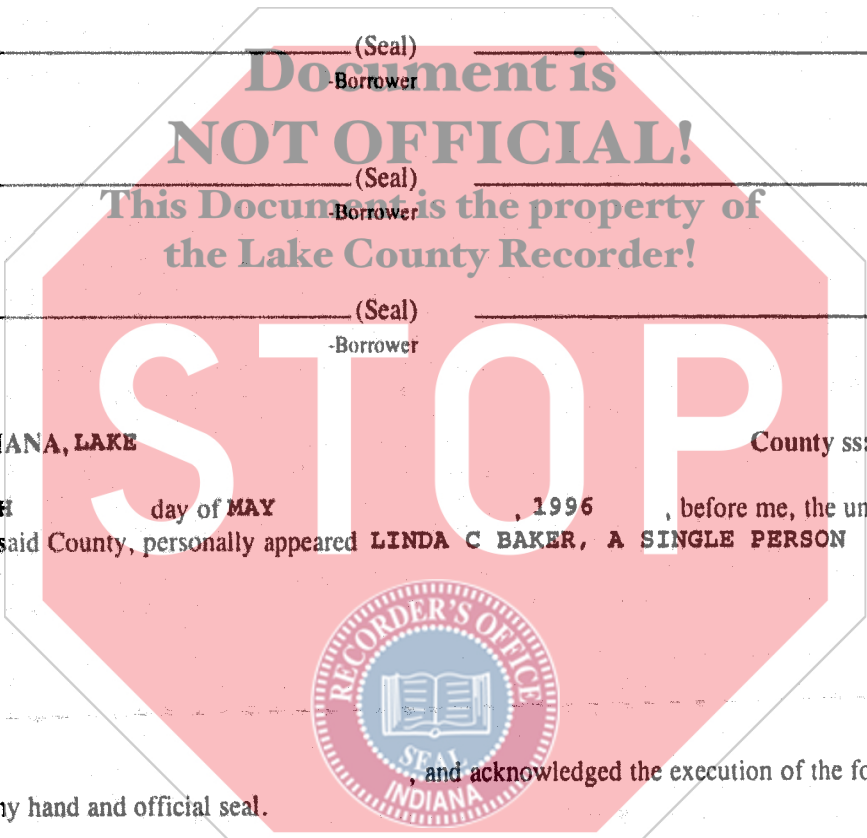 (Seal)
Document is
-Borrower
NOT OFFICIAL!
(Seal)
This Document is the property of
-Borrower
the Lake County Recorder!
(Seal)
-Borrower
STOP
IANA, LAKE County ss:
H day of MAY , 1996 , before me, the un
said County, personally appeared LINDA C BAKER, A SINGLE PERSON
RECORDER'S OFFICE
SEAL
INDIANA
, and acknowledged the execution of the fo
ny hand and official seal.